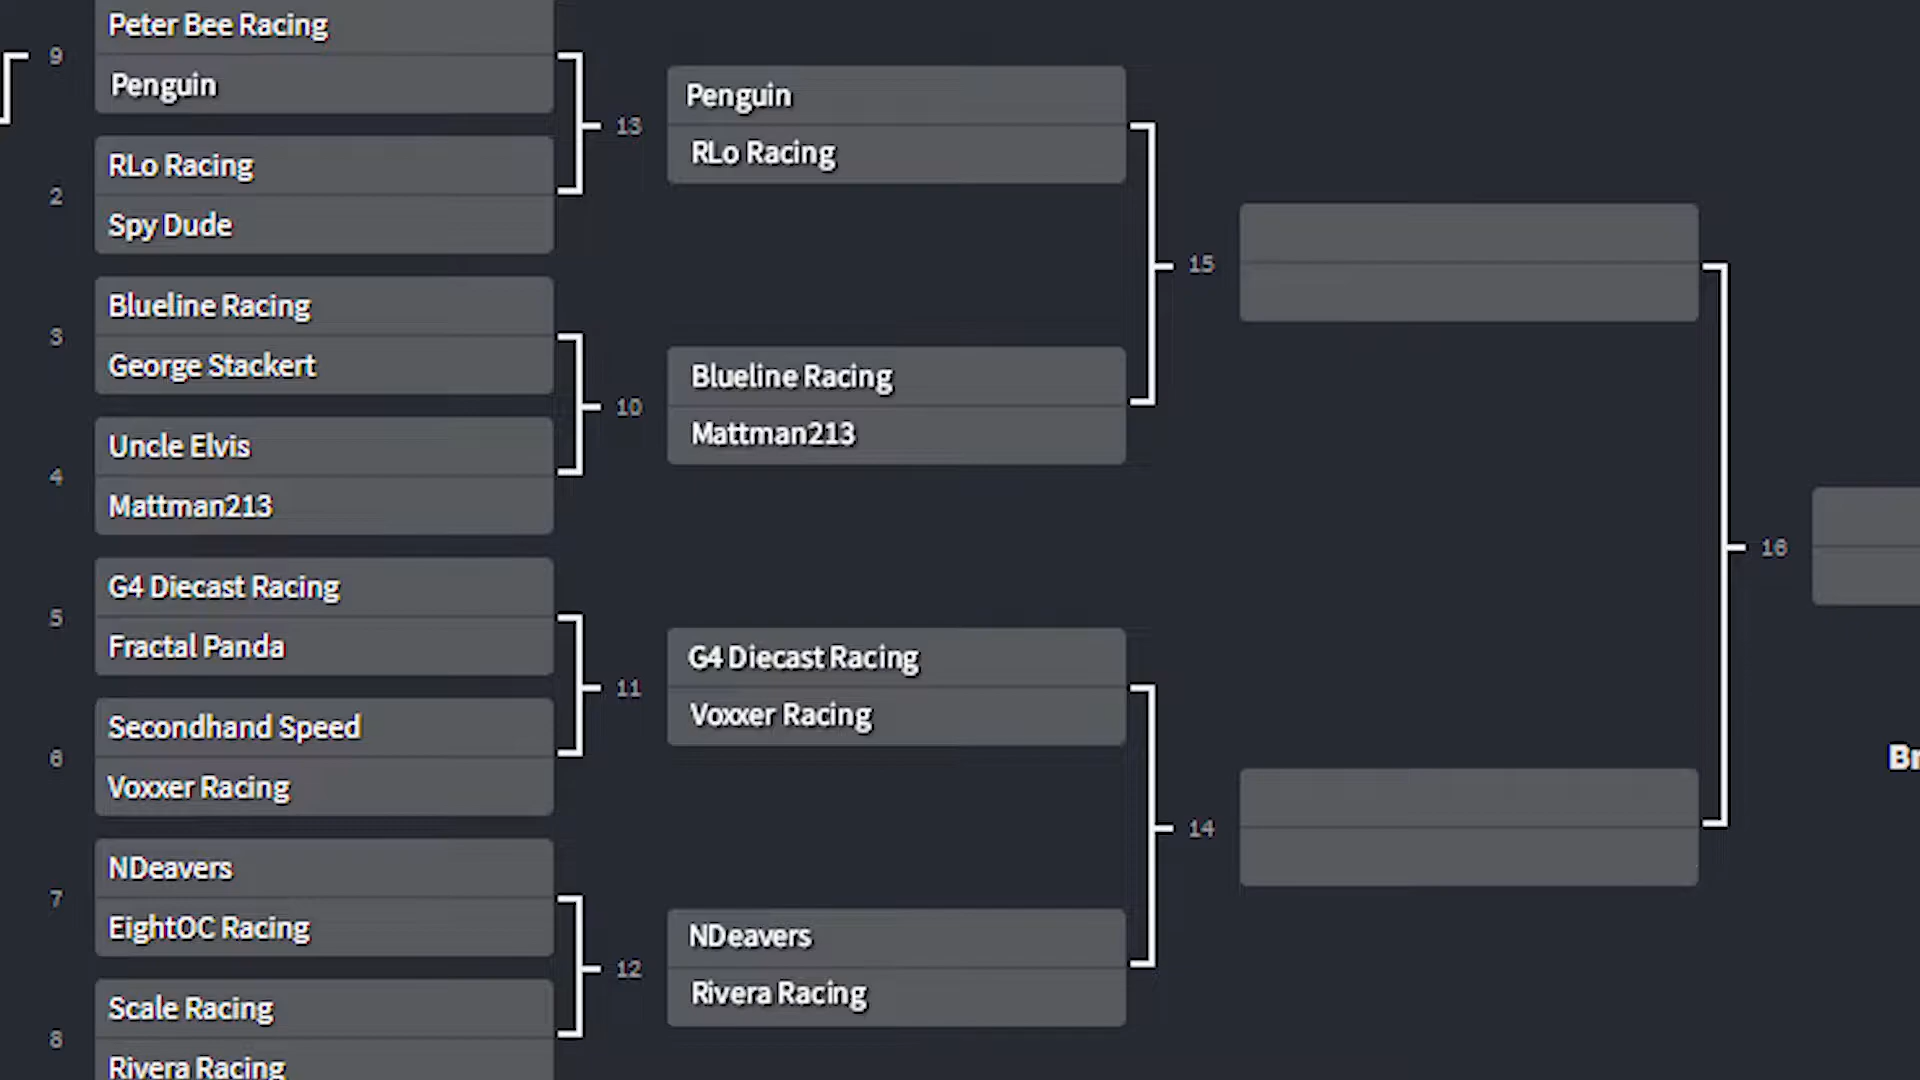 9
Peter Bee Racing
Penguin
2
RLo Racing
Spy Dude
3
Blueline Racing
George Stackert
4
Uncle Elvis
Mattman213
5
G4 Diecast Racing
Fractal Panda
6
Secondhand Speed
Voxxer Racing
7
NDeavers
EightOC Racing
8
Scale Racing
Rivera Racing
13
Penguin
RLo Racing
10
Blueline Racing
Mattman213
11
G4 Diecast Racing
Voxxer Racing
12
NDeavers
Rivera Racing
15
14
16
Br